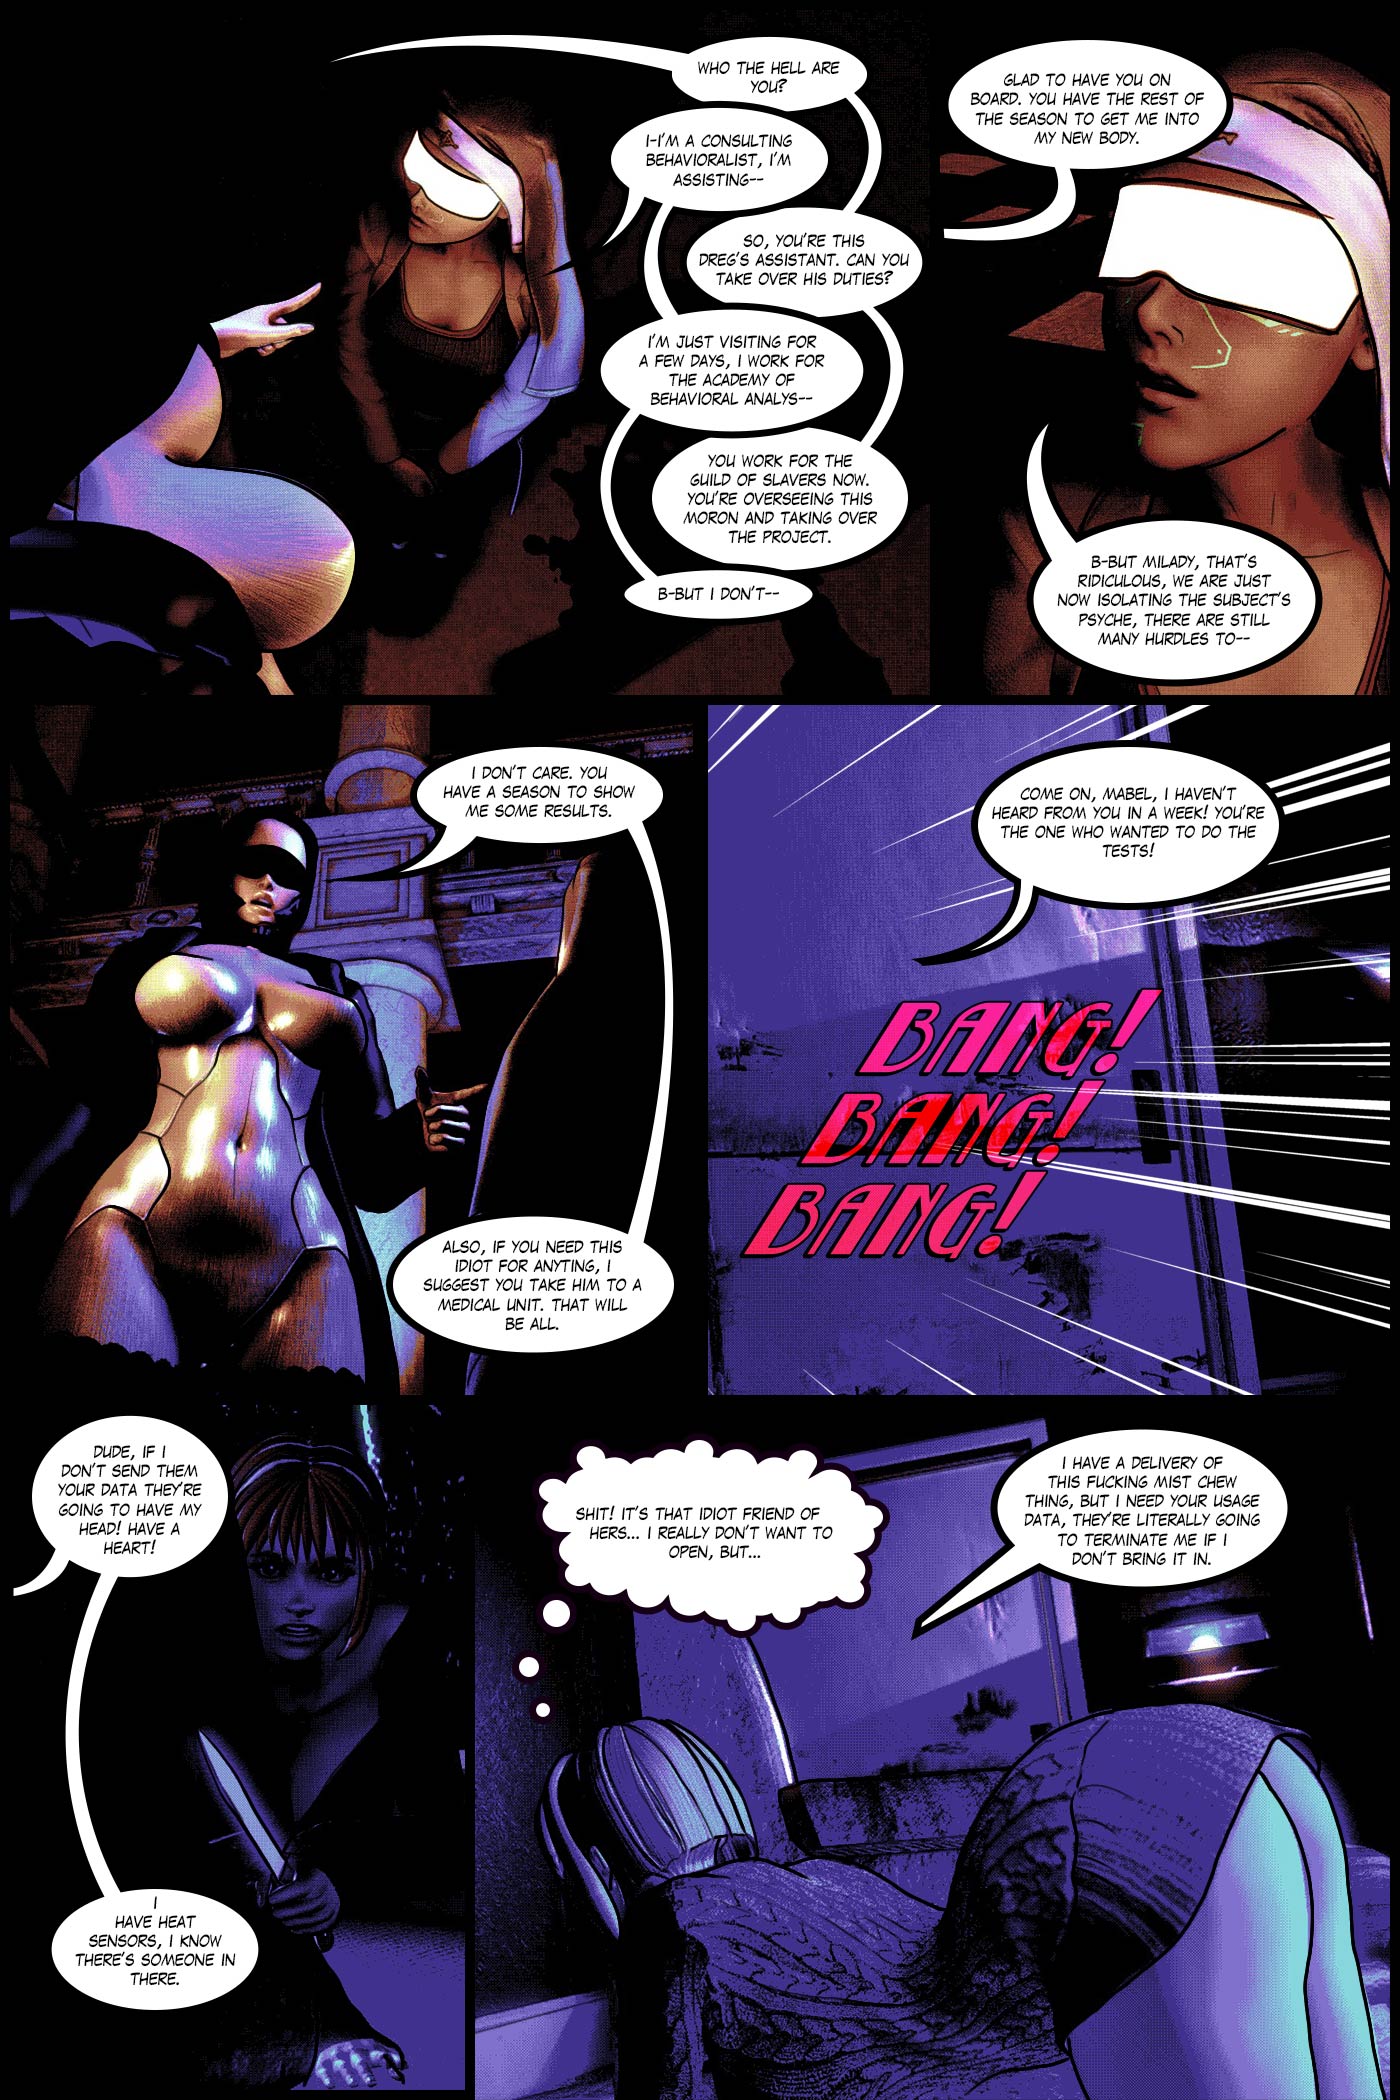 WHO THE HELL ARE
YOU?
I-I'M A CONSULTING
BEHAVIORALIST, I'M
ASSISTING--
SO, YOU'RE THIS
DREG'S ASSISTANT. CAN YOU
TAKE OVER HIS DUTIES?
I'M JUST VISITING FOR
A FEW DAYS, I WORK FOR
THE ACADEMY OF
BEHAVIORAL ANALYS--
YOU WORK FOR THE
GUILD OF SLAVERS NOW.
YOU'RE OVERSEEING THIS
MORON AND TAKING OVER
THE PROJECT.
B-BUT I DON'T--
GLAD TO HAVE YOU ON
BOARD. YOU HAVE THE REST OF
THE SEASON TO GET ME INTO
MY NEW BODY.
B-BUT MILADY, THAT'S
RIDICULOUS, WE ARE JUST
NOW ISOLATING THE SUBJECT'S
PSYCHE, THERE ARE STILL
MANY HURDLES TO--
I DON'T CARE. YOU
HAVE A SEASON TO SHOW
ME SOME RESULTS.
ALSO, IF YOU NEED THIS
IDIOT FOR ANYTING, I
SUGGEST YOU TAKE HIM TO A
MEDICAL UNIT. THAT WILL
BE ALL.
COME ON, MABEL, I HAVEN'T
HEARD FROM YOU IN A WEEK! YOU'RE
THE ONE WHO WANTED TO DO THE
TESTS!
BANG!
BANG!
BANG!
DUDE, IF I
DON'T SEND THEM
YOUR DATA THEY'RE
GOING TO HAVE MY
HEAD! HAVE A
HEART!
I
HAVE HEAT
SENSORS, I KNOW
THERE'S SOMEONE IN
THERE.
SHIT! IT'S THAT IDIOT FRIEND OF
HERS... I REALLY DON'T WANT TO
OPEN, BUT...
I HAVE A DELIVERY OF
THIS FUCKING MIST CHEW
THING, BUT I NEED YOUR USAGE
DATA, THEY'RE LITERALLY GOING
TO TERMINATE ME IF I
DON'T BRING IT IN.